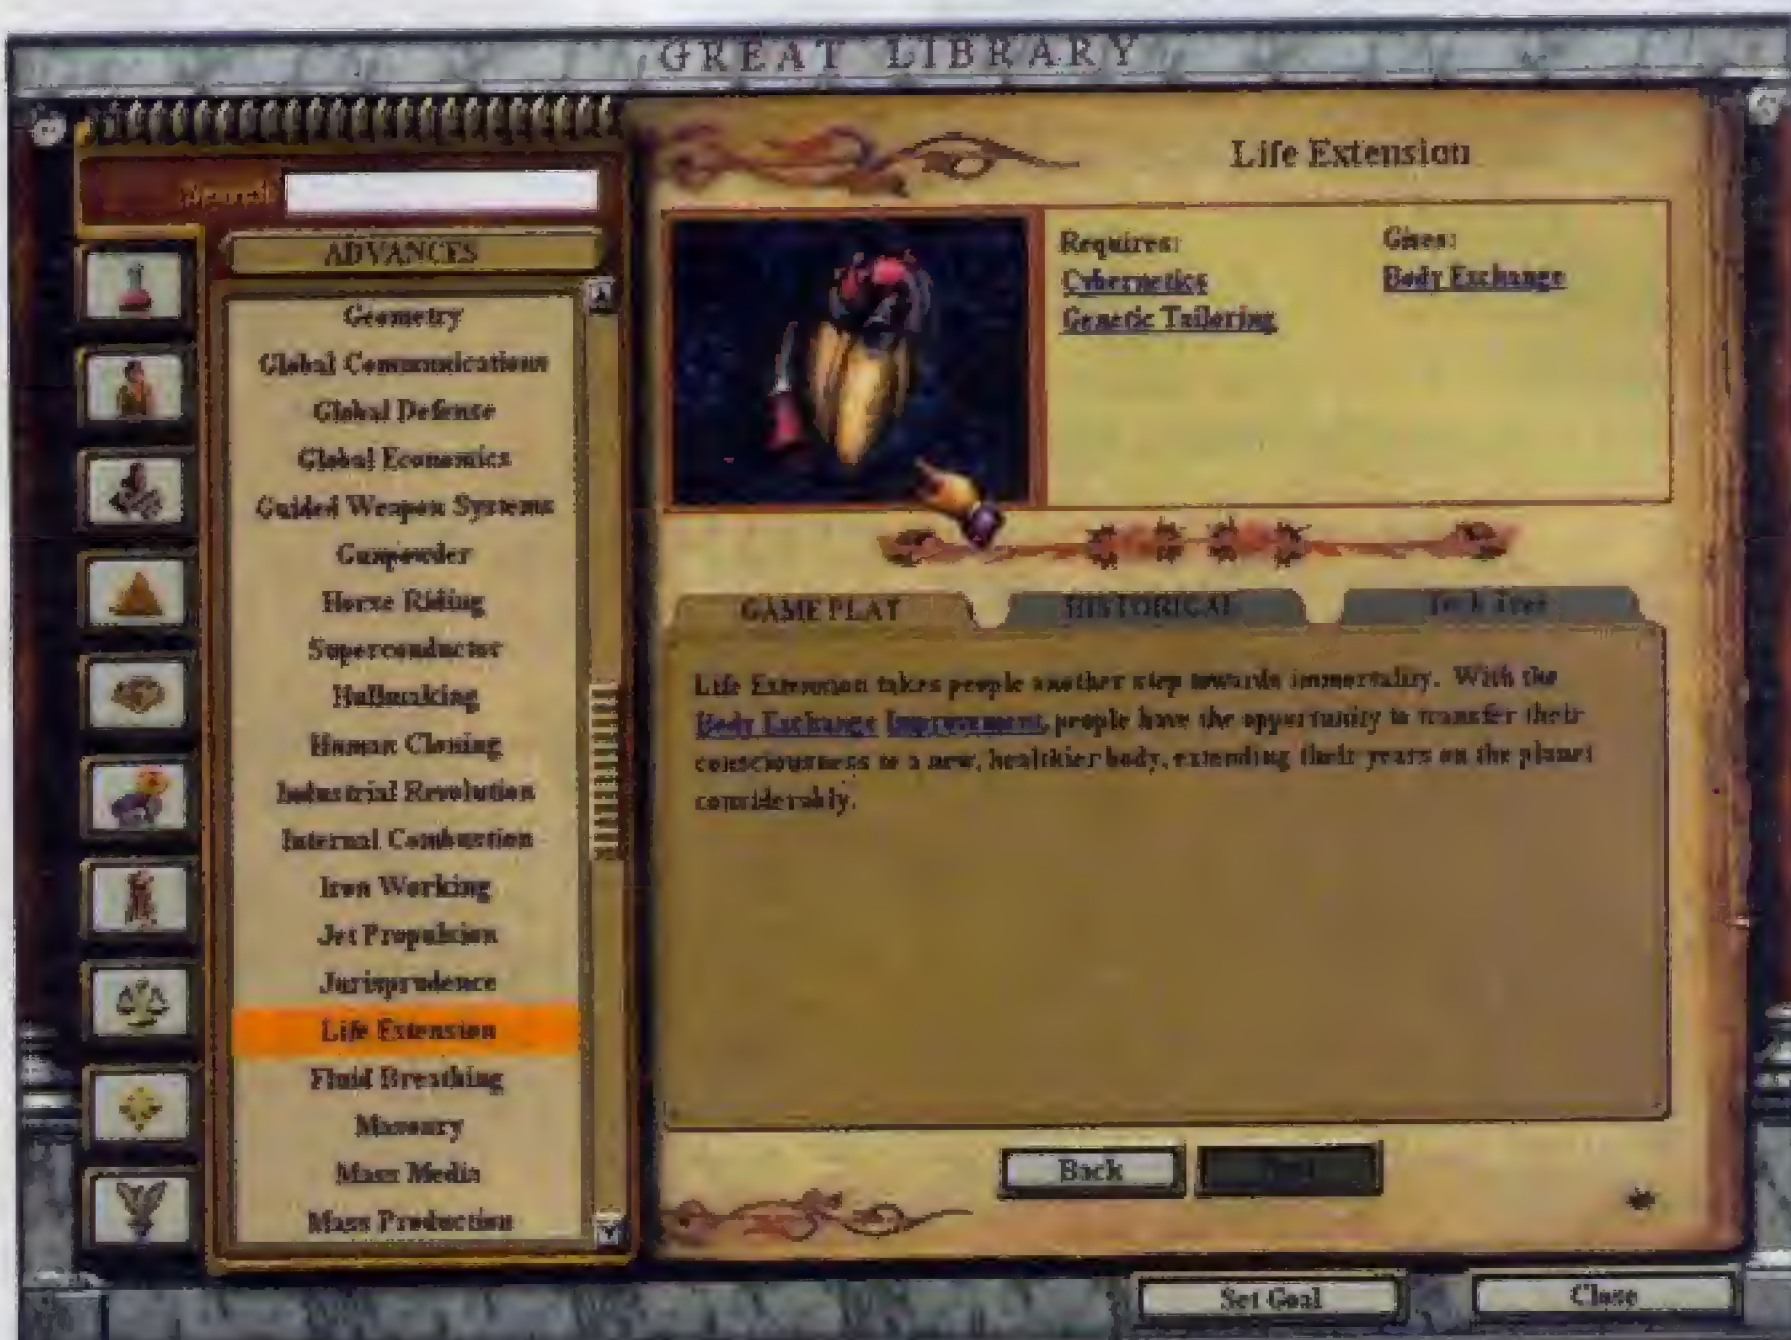 GREAT LIBRARY
Search
ADVANCES
Geometry
Global Communications
Global Defense
Global Economics
Guided Weapon Systems
Gunpowder
Horse Riding
Superconductor
Hullmaking
Human Cloning
Industrial Revolution
Internal Combustion
Iron Working
Jet Propulsion
Jurisprudence
Life Extension
Fluid Breathing
Masonry
Mass Media
Mass Production
Life Extension
Requires:
Cybernetics
Genetic Tailoring
Gives:
Body Exchange
GAMEPLAY
HISTORICAL
Tech Tree
Life Extension takes people another step towards immortality. With the
Body Exchange Improvement, people have the opportunity to transfer their
consciousness to a new, healthier body, extending their years on the planet
considerably.
Back
Set Goal
Close